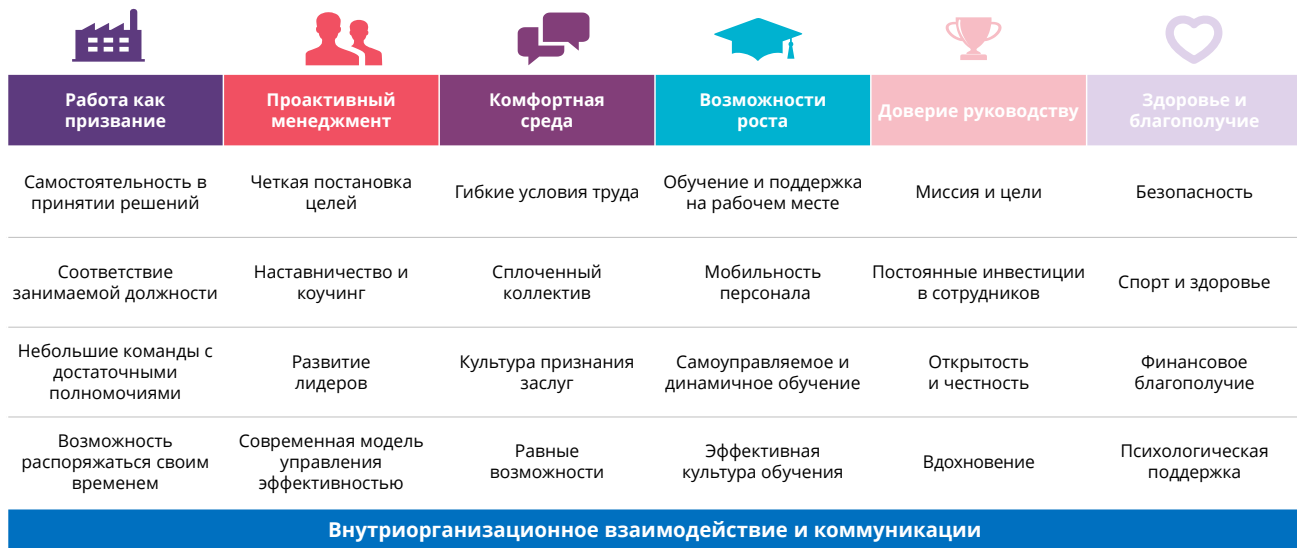 Работа как
призвание
Проактивный
менеджмент
Комфортная
среда
Возможности
роста
Доверие руководству
Здоровье и
благополучие
Самостоятельность в
принятии решений
Четкая постановка
целей
Гибкие условия труда
Обучение и поддержка
на рабочем месте
Миссия и цели
Безопасность
Соответствие
занимаемой должности
Наставничество и
коучинг
Сплоченный
коллектив
Мобильность
персонала
Постоянные инвестиции
в сотрудников
Спорт и здоровье
Небольшие команды с
достаточными
полномочиями
Развитие
лидеров
Культура признания
заслуг
Самоуправляемое и
динамичное обучение
Открытость
и честность
Финансовое
благополучие
Возможность
распоряжаться своим
временем
Современная модель
управления
эффективностью
Равные
возможности
Эффективная
культура обучения
Вдохновение
Психологическая
поддержка
Внутриорганизационное взаимодействие и коммуникации